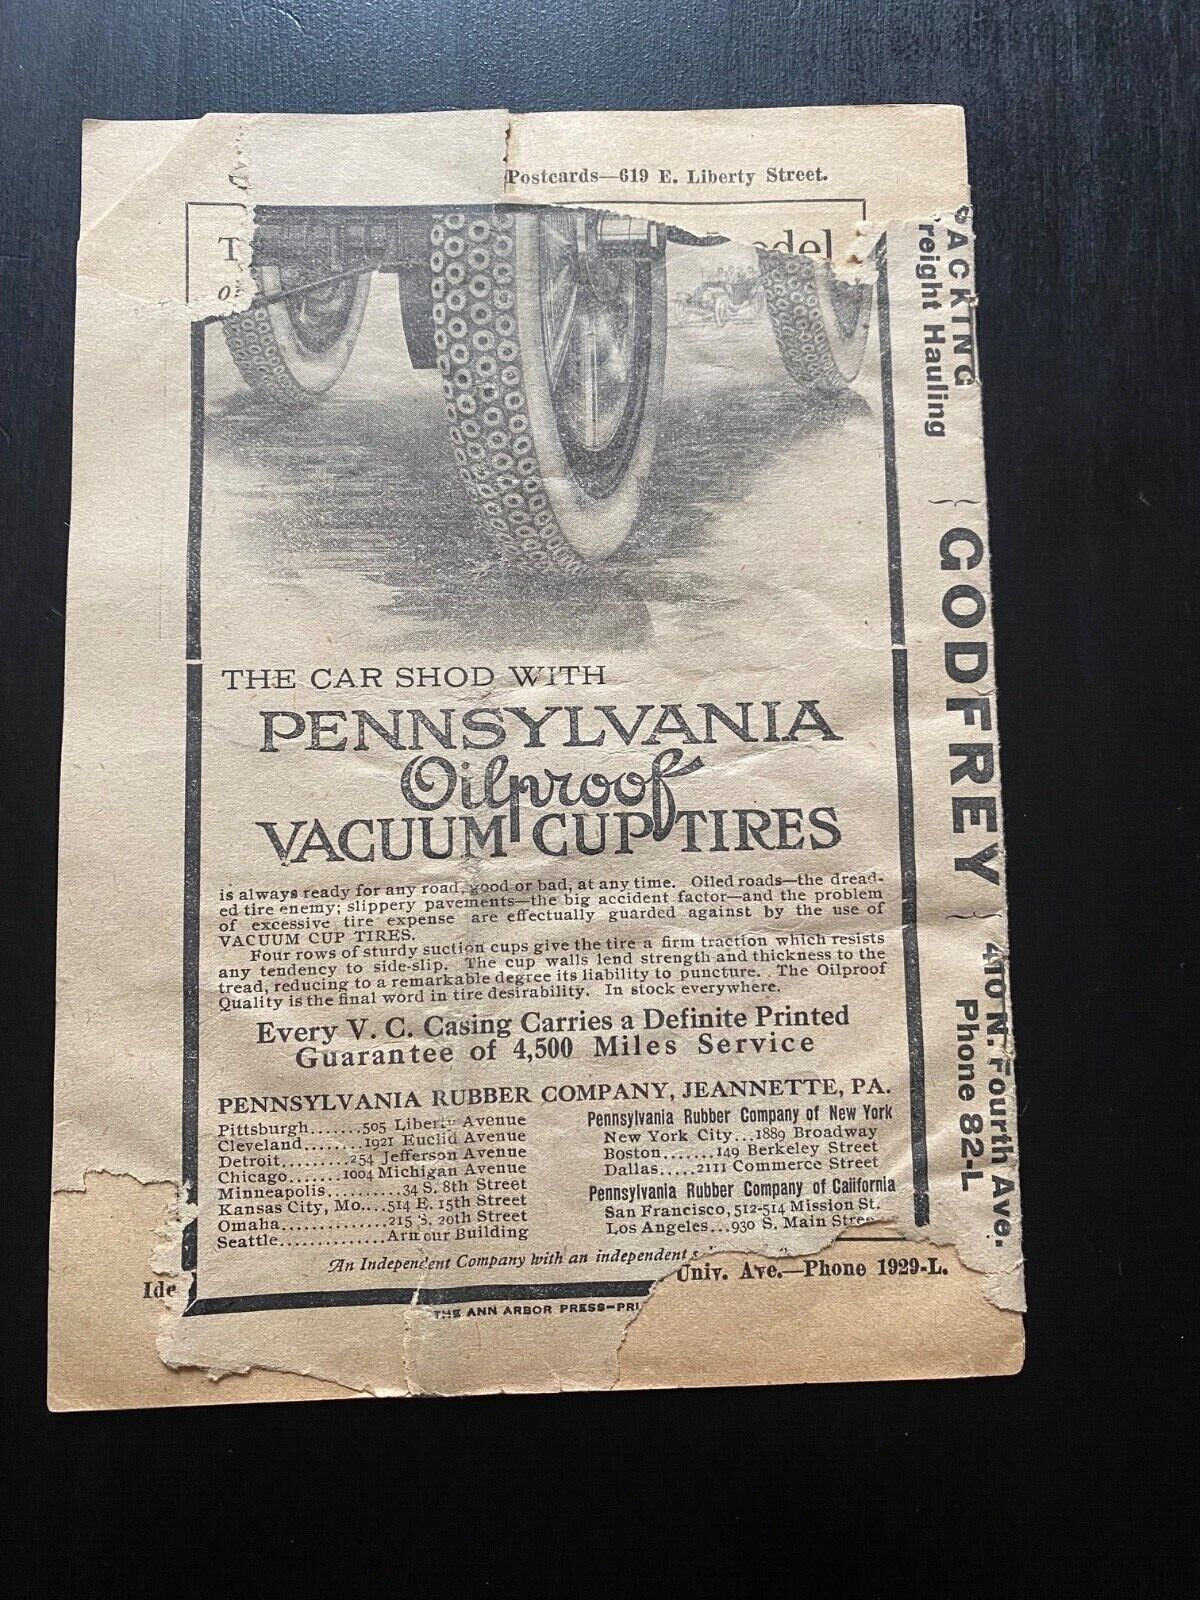 Postcards—619 E. Liberty Street.
T
odel
THE CAR SHOD WITH
PENNSYLVANIA
Oilproof
VACUUM CUP TIRES
is always ready for any road, good or bad, at any time. Oiled roads—the dread-
ed tire enemy; slippery pavements—the big accident factor—and the problem
of excessive tire expense are effectually guarded against by the use of
VACUUM CUP TIRES.
Four rows of sturdy suction cups give the tire a firm traction which resists
any tendency to side-slip. The cup walls lend strength and thickness to the
tread, reducing to a remarkable degree its liability to puncture. The Oilproof
Quality is the final word in tire desirability. In stock everywhere.
Every V. C. Casing Carries a Definite Printed
Guarantee of 4,500 Miles Service
PENNSYLVANIA RUBBER COMPANY, JEANNETTE, PA.
Pittsburgh.......505 Liberty Avenue
Cleveland........1921 Euclid Avenue
Detroit.........254 Jefferson Avenue
Chicago.......1004 Michigan Avenue
Minneapolis..........34 S. 8th Street
Kansas City, Mo....514 E. 15th Street
Omaha..............215 S. 20th Street
Seattle..............Armour Building
Pennsylvania Rubber Company of New York
New York City...1889 Broadway
Boston.......149 Berkeley Street
Dallas.....2111 Commerce Street
Pennsylvania Rubber Company of California
San Francisco, 512-514 Mission St.
Los Angeles...930 S. Main Street
An Independent Company with an independent
Ide
Univ. Ave.—Phone 1929-L.
THE ANN ARBOR PRESS—PRI
ACKING
reight Hauling
GODFREY
410 N. Fourth Ave.
Phone 82-L